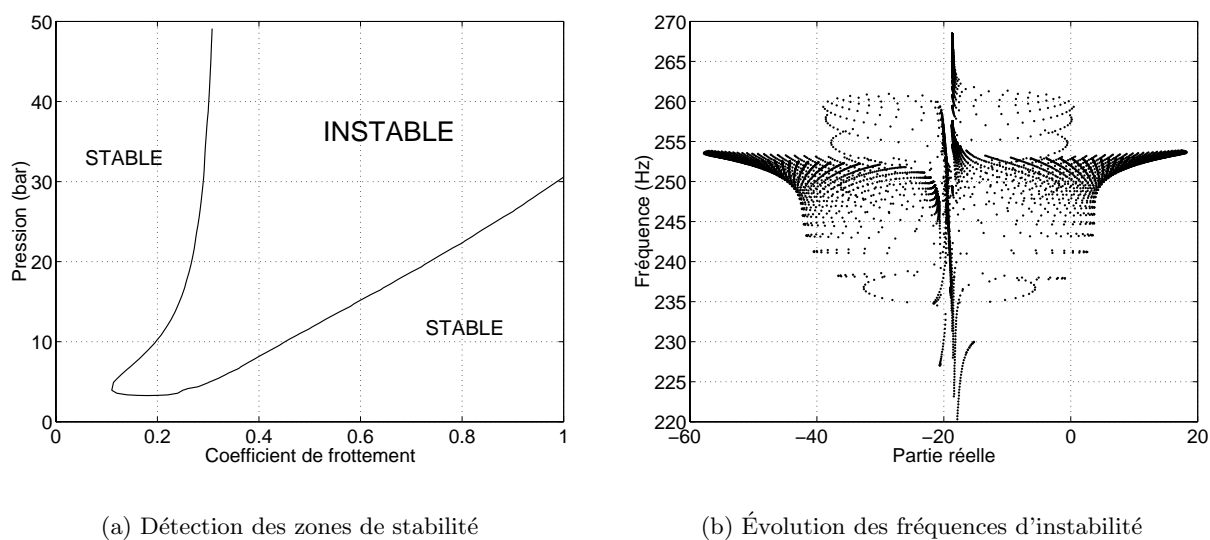 50
40
30
20
10
0
Pression (bar)
STABLE
INSTABLE
STABLE
0 0.2 0.4 0.6 0.8 1
Coefficient de frottement
270
265
260
255
250
245
240
235
230
225
220
Fréquence (Hz)
−60 −40 −20 0 20
Partie réelle
(a) Détection des zones de stabilité
(b) Évolution des fréquences d'instabilité